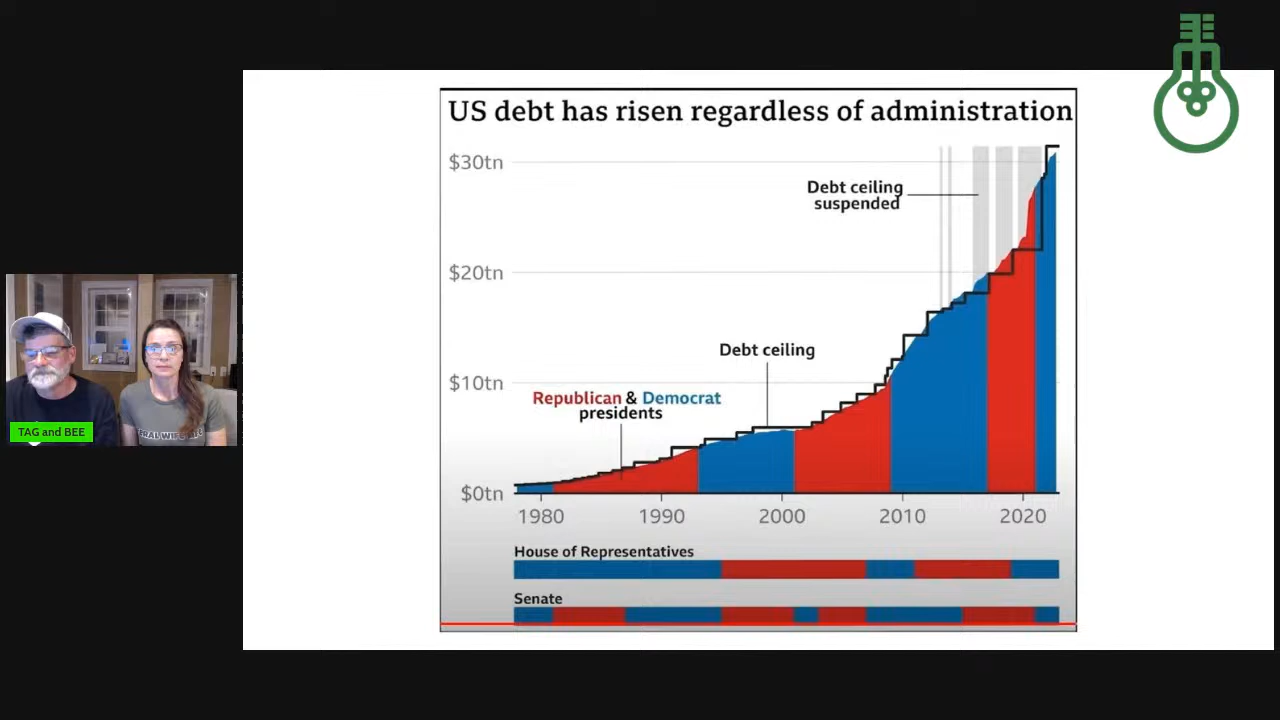 US debt has risen regardless of administration
$30tn
Debt ceiling
suspended
$20tn
Debt ceiling
$10tn
Republican & Democrat
presidents
$0tn
1980 1990 2000 2010 2020
House of Representatives
Senate
TAG and BEE